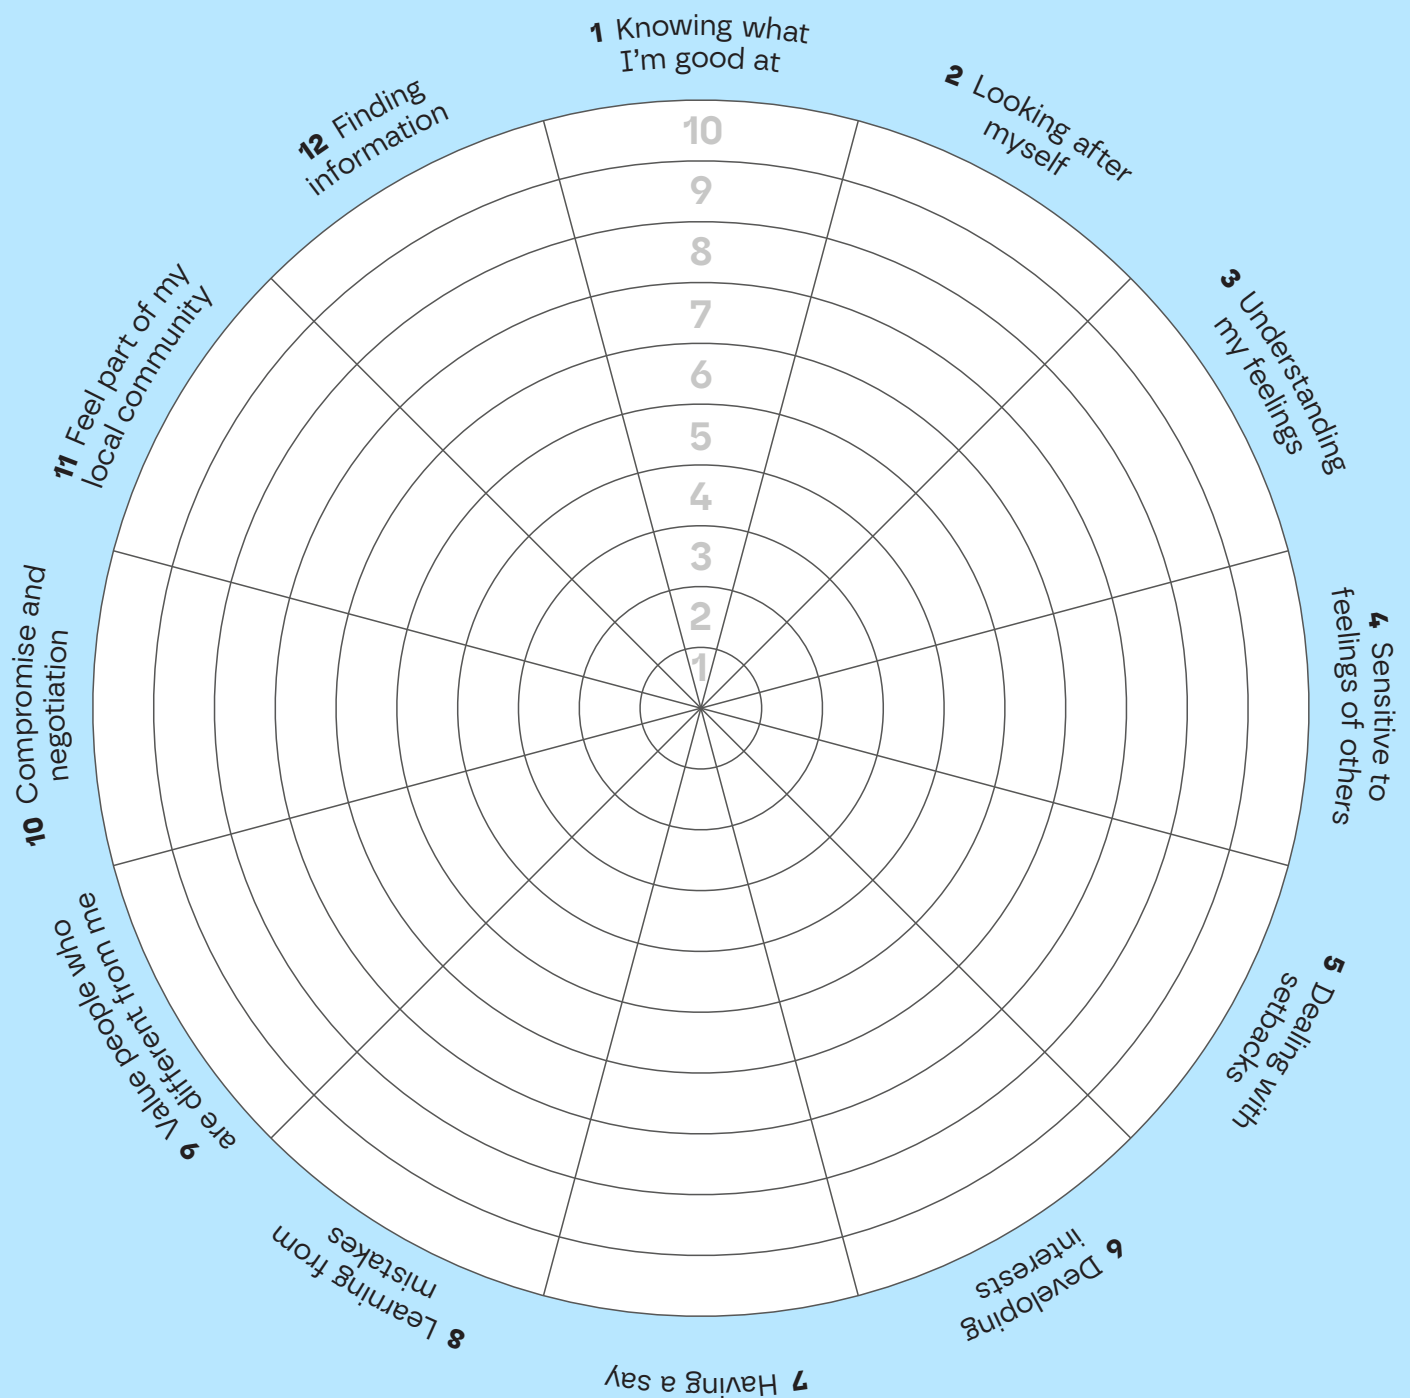 1 Knowing what
I'm good at
2 Looking after
myself
3 Understanding
my feelings
4 Sensitive to
feelings of others
5 Dealing with
setbacks
6 Developing
interests
7 Having a say
8 Learning from
mistakes
9 Value people who
are different from me
10 Compromise and
negotiation
11 Feel part of my
local community
12 Finding
information
10
9
8
7
6
5
4
3
2
1